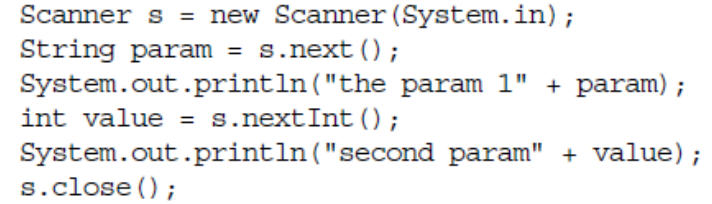 Scanner s = new Scanner(System.in);
String param = s.next();
System.out.println("the param 1" + param);
int value = s.nextInt();
System.out.println("second param" + value);
s.close();